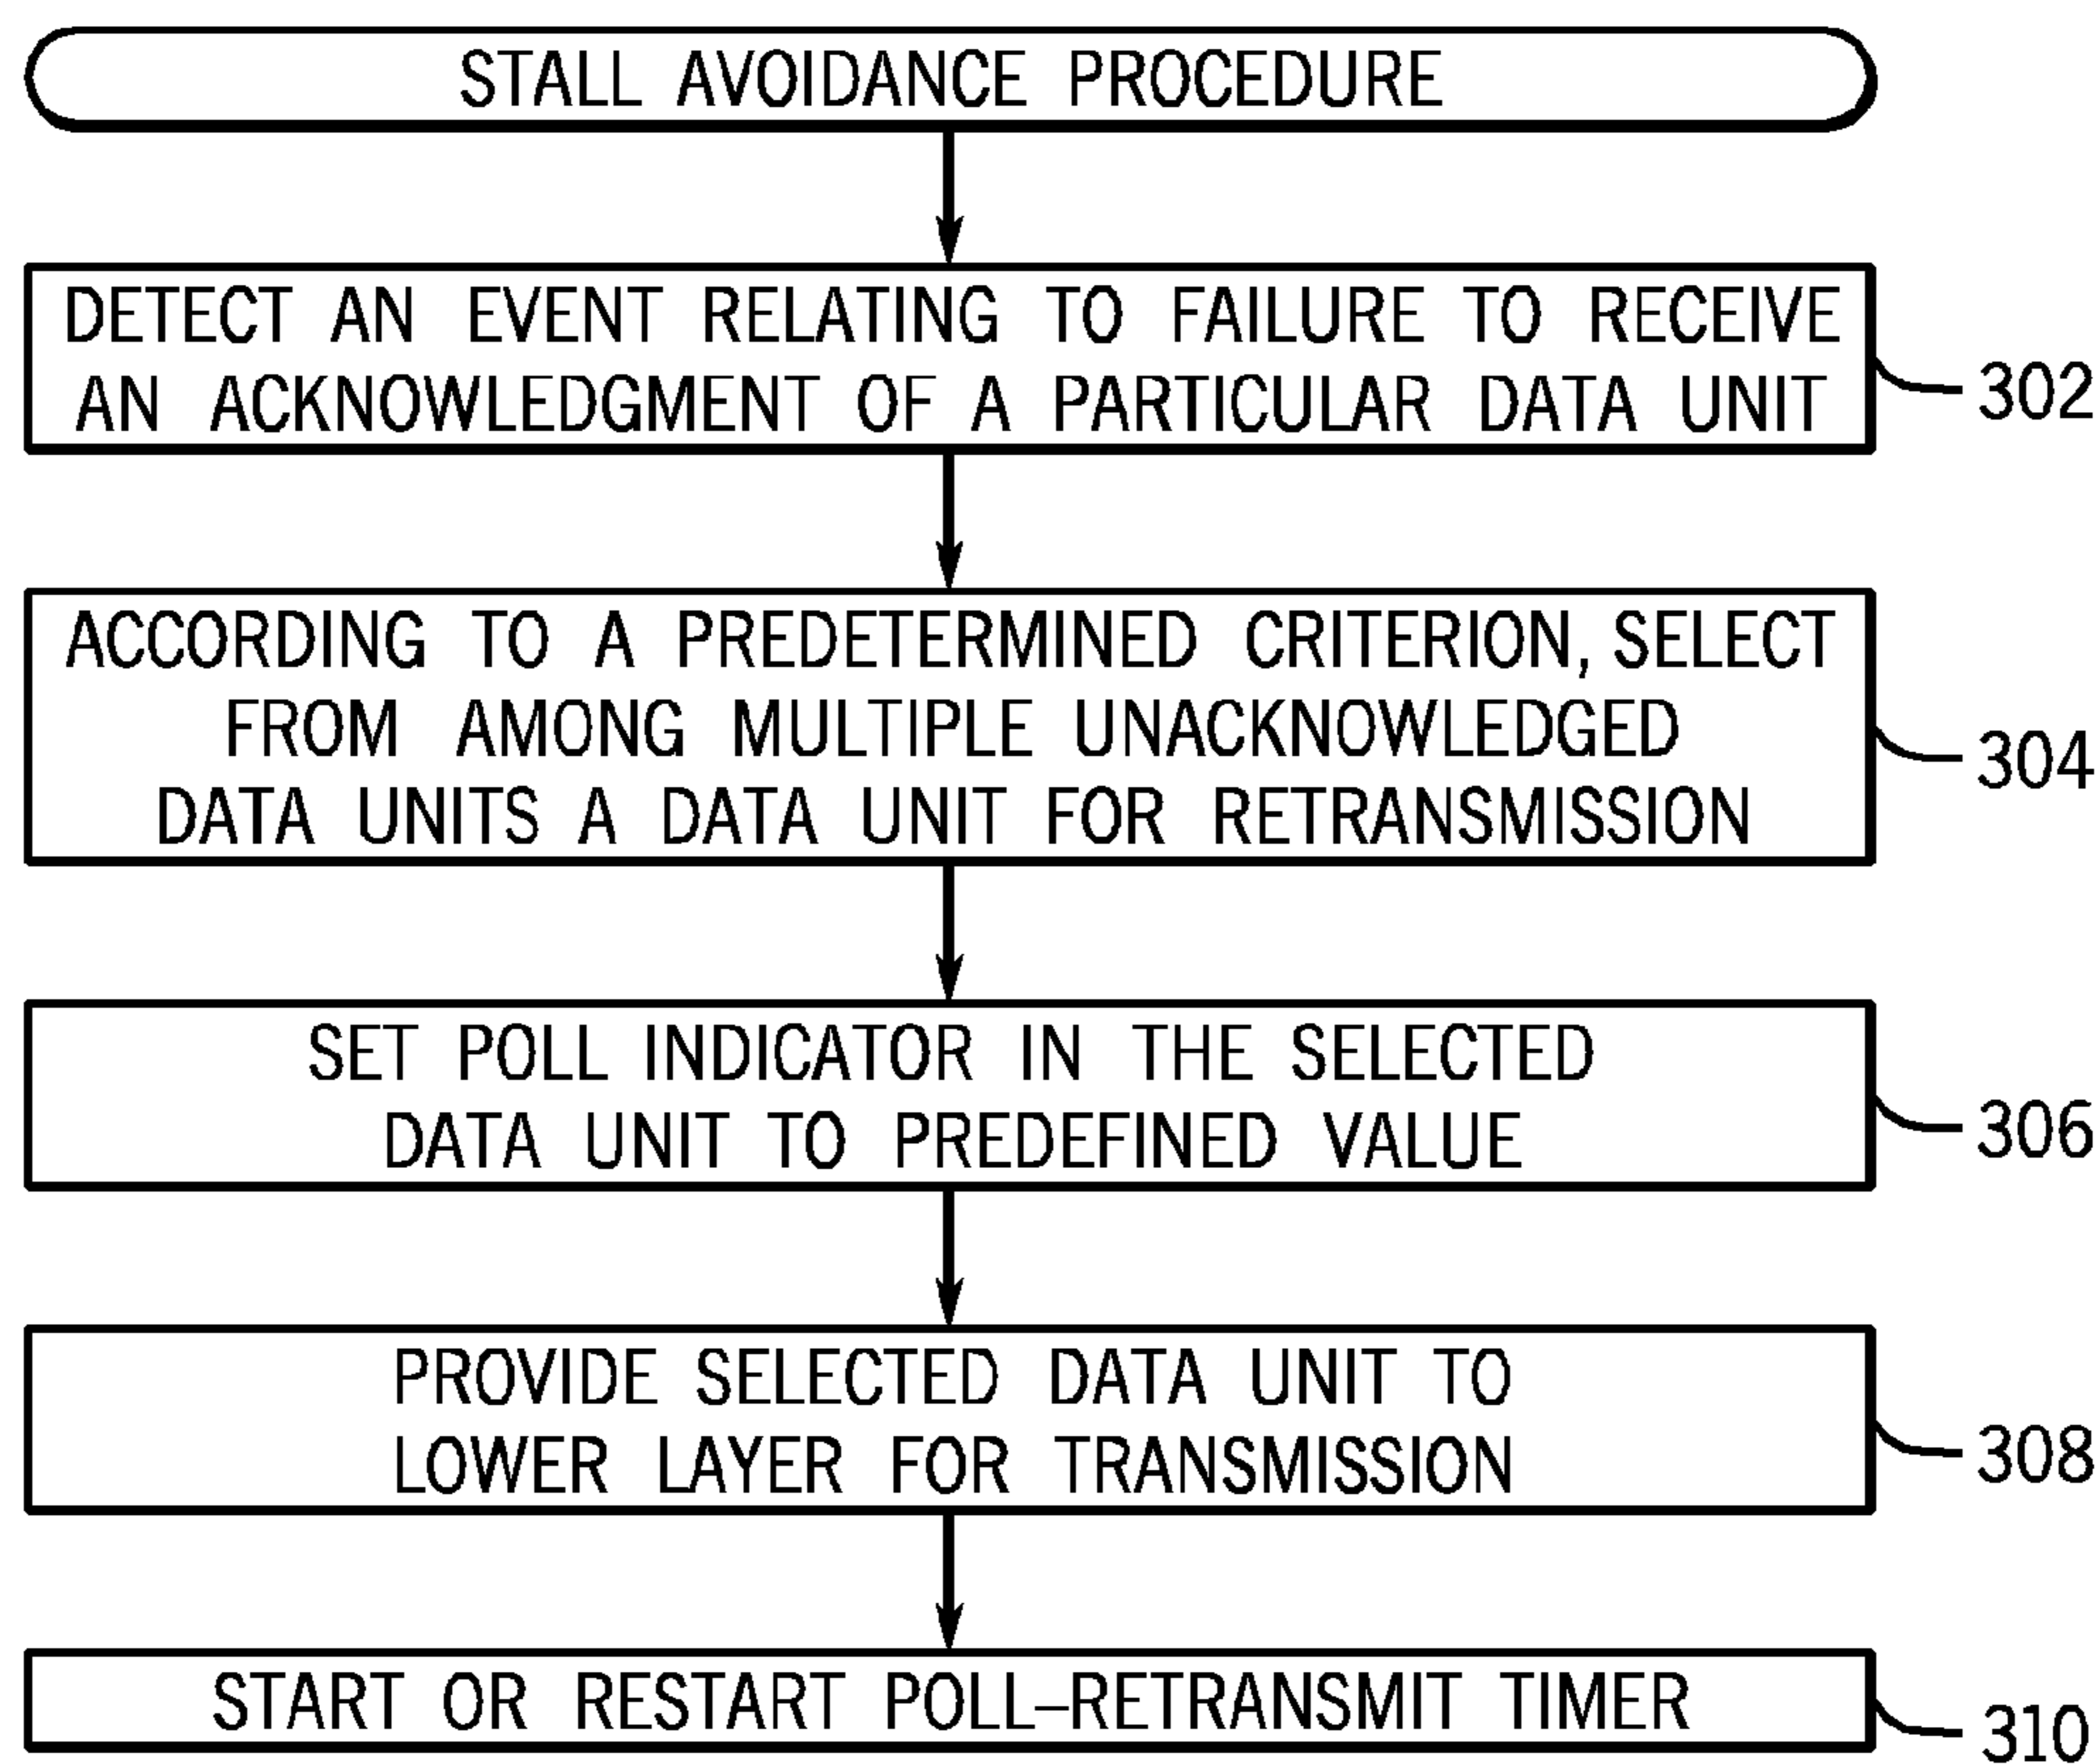 STALL AVOIDANCE PROCEDURE
DETECT AN EVENT RELATING TO FAILURE TO RECEIVE
AN ACKNOWLEDGMENT OF A PARTICULAR DATA UNIT
302
ACCORDING TO A PREDETERMINED CRITERION, SELECT
FROM AMONG MULTIPLE UNACKNOWLEDGED
DATA UNITS A DATA UNIT FOR RETRANSMISSION
304
SET POLL INDICATOR IN THE SELECTED
DATA UNIT TO PREDEFINED VALUE
306
PROVIDE SELECTED DATA UNIT TO
LOWER LAYER FOR TRANSMISSION
308
START OR RESTART POLL–RETRANSMIT TIMER
310